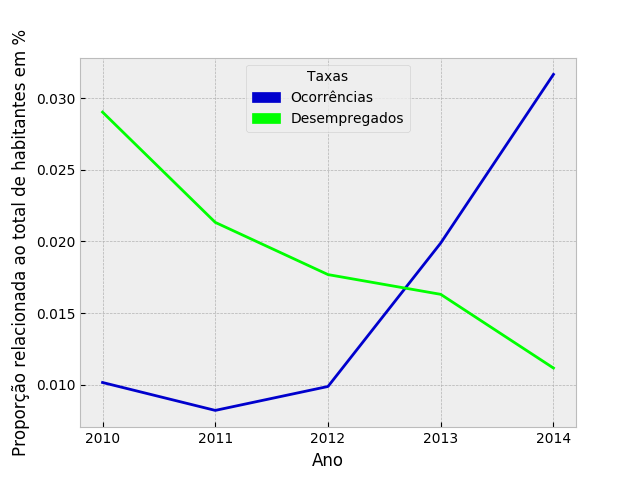 Proporção relacionada ao total de habitantes em %
Taxas
Ocorrências
Desempregados
0.030
0.025
0.020
0.015
0.010
2010 2011 2012 2013 2014
Ano